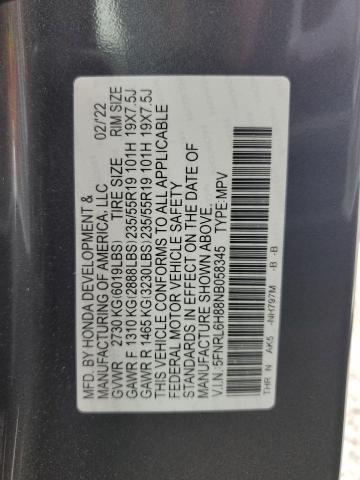 MFD. BY HONDA DEVELOPMENT &
MANUFACTURING OF AMERICA, LLC 02/'22
GVWR 2730 KG(6019LBS) TIRE SIZE RIM SIZE
GAWR F 1310 KG(2888LBS)235/55R19 101H 19X7.5J
GAWR R 1465 KG(3230LBS)235/55R19 101H 19X7.5J
THIS VEHICLE CONFORMS TO ALL APPLICABLE
FEDERAL MOTOR VEHICLE SAFETY
STANDARDS IN EFFECT ON THE DATE OF
MANUFACTURE SHOWN ABOVE.
V.I.N.: 5FNRL6H88NB058345 TYPE: MPV
THR N AK5 -NH797M -B -B